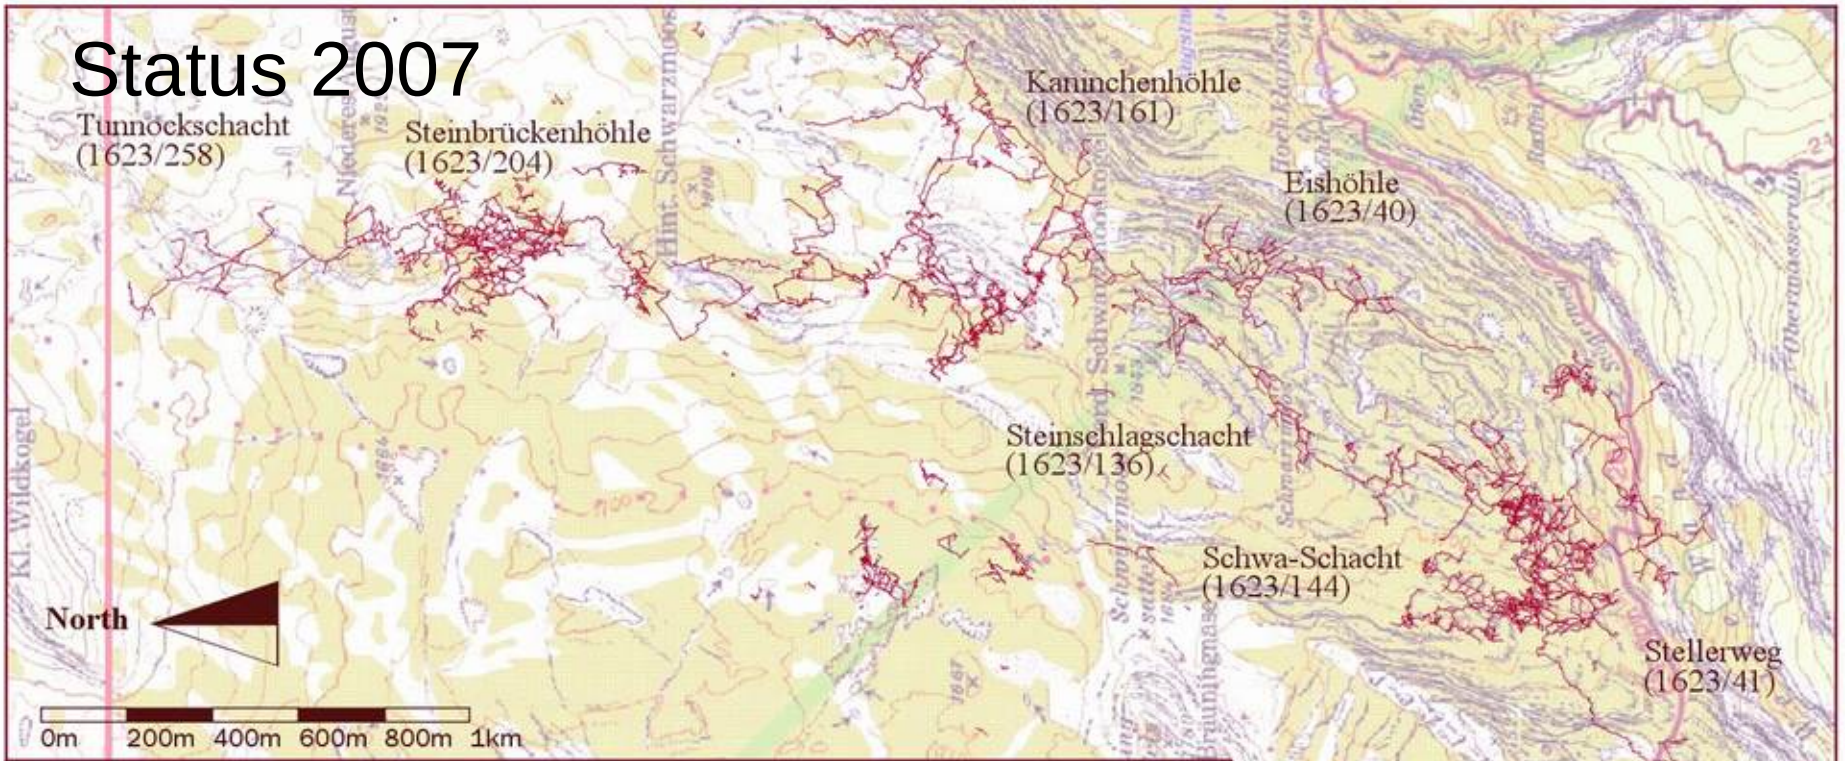 Status 2007
Tunnockschacht
(1623/258)
Steinbrückenhöhle
(1623/204)
Kaninchenhöhle
(1623/161)
Eishöhle
(1623/40)
Steinschlagschacht
(1623/136)
Schwa-Schacht
(1623/144)
Stellerweg
(1623/41)
North
0m 200m 400m 600m 800m 1km
Kl. Wildkogel
Hint. Schwarzmoos